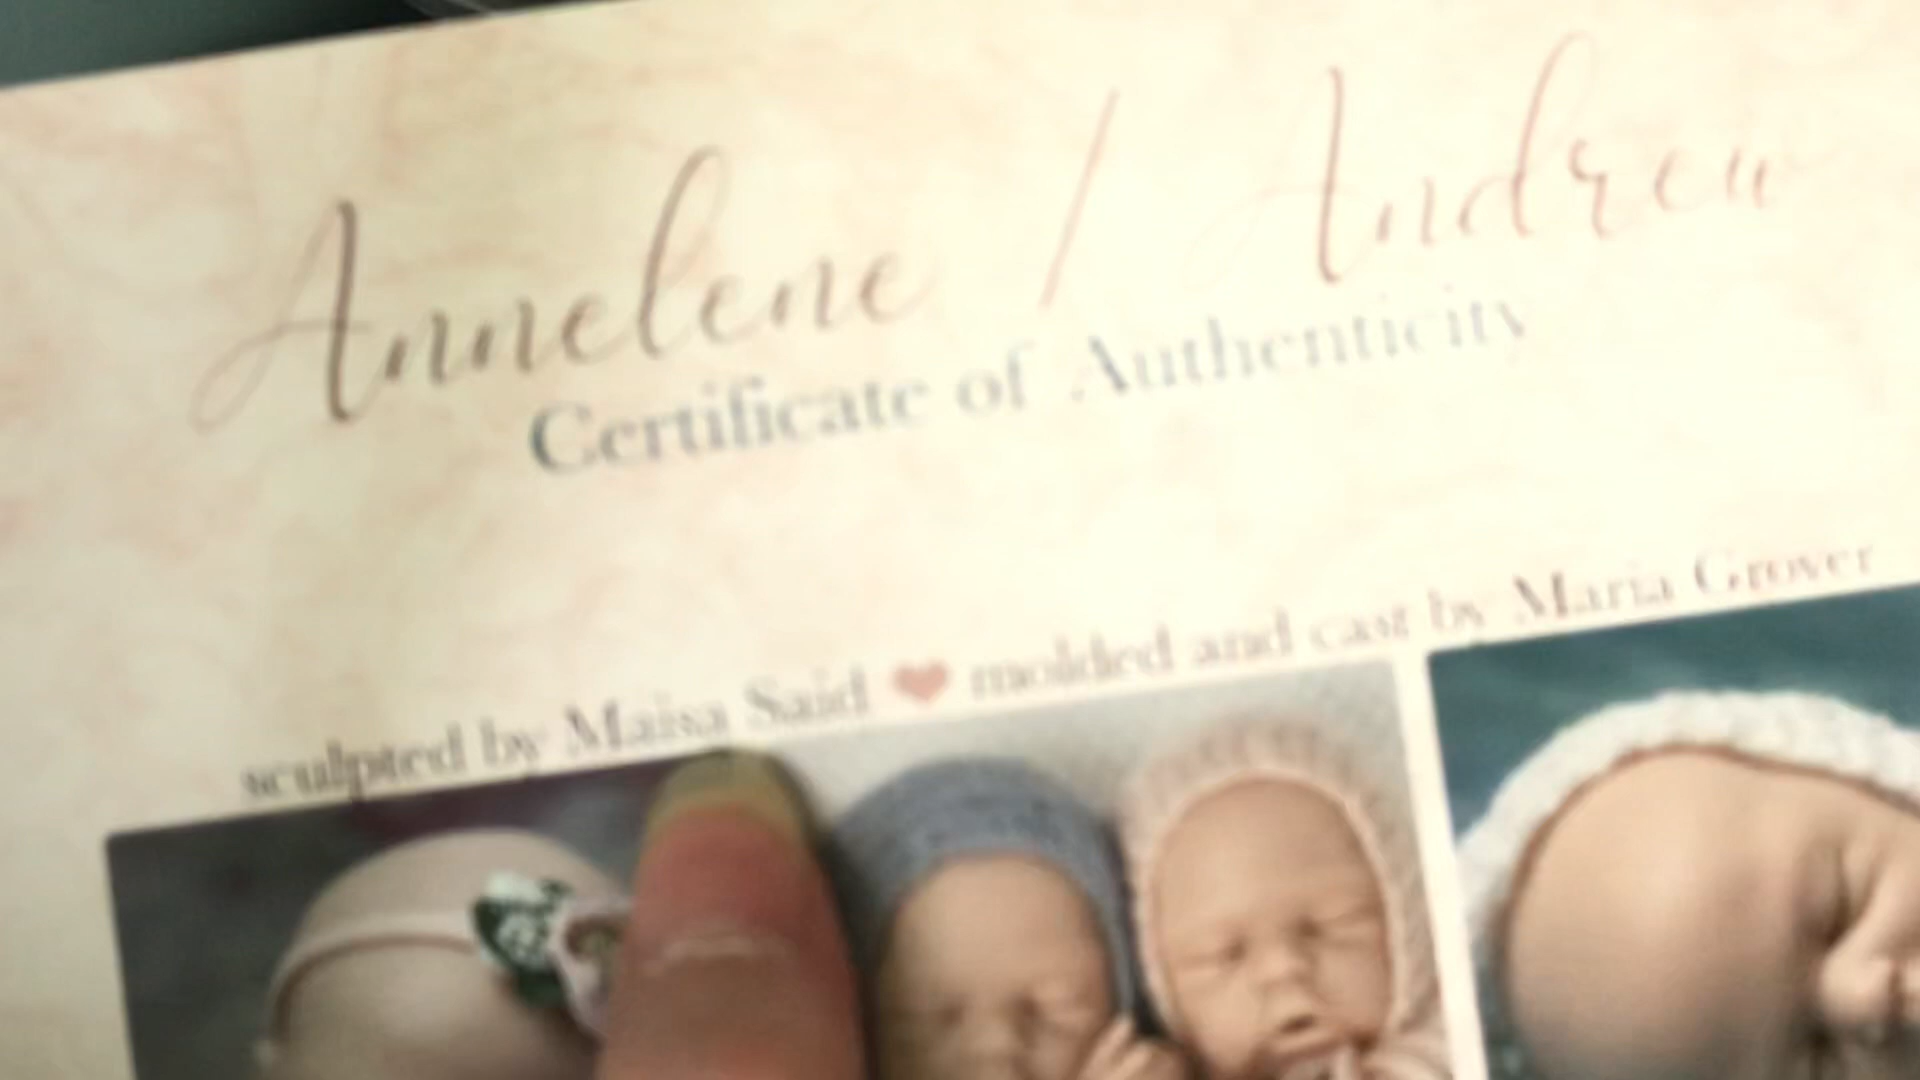 Annelene / Andrew
Certificate of Authenticity
sculpted by Maisa Said ❤ molded and cast by Maria Grover